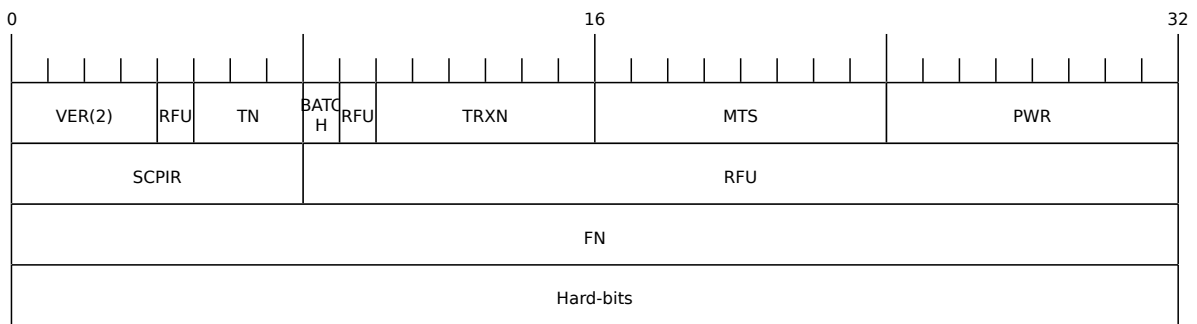 0 16 32
VER(2) RFU TN BATC RFU TRXN MTS PWR
H
SCPIR RFU
FN
Hard-bits